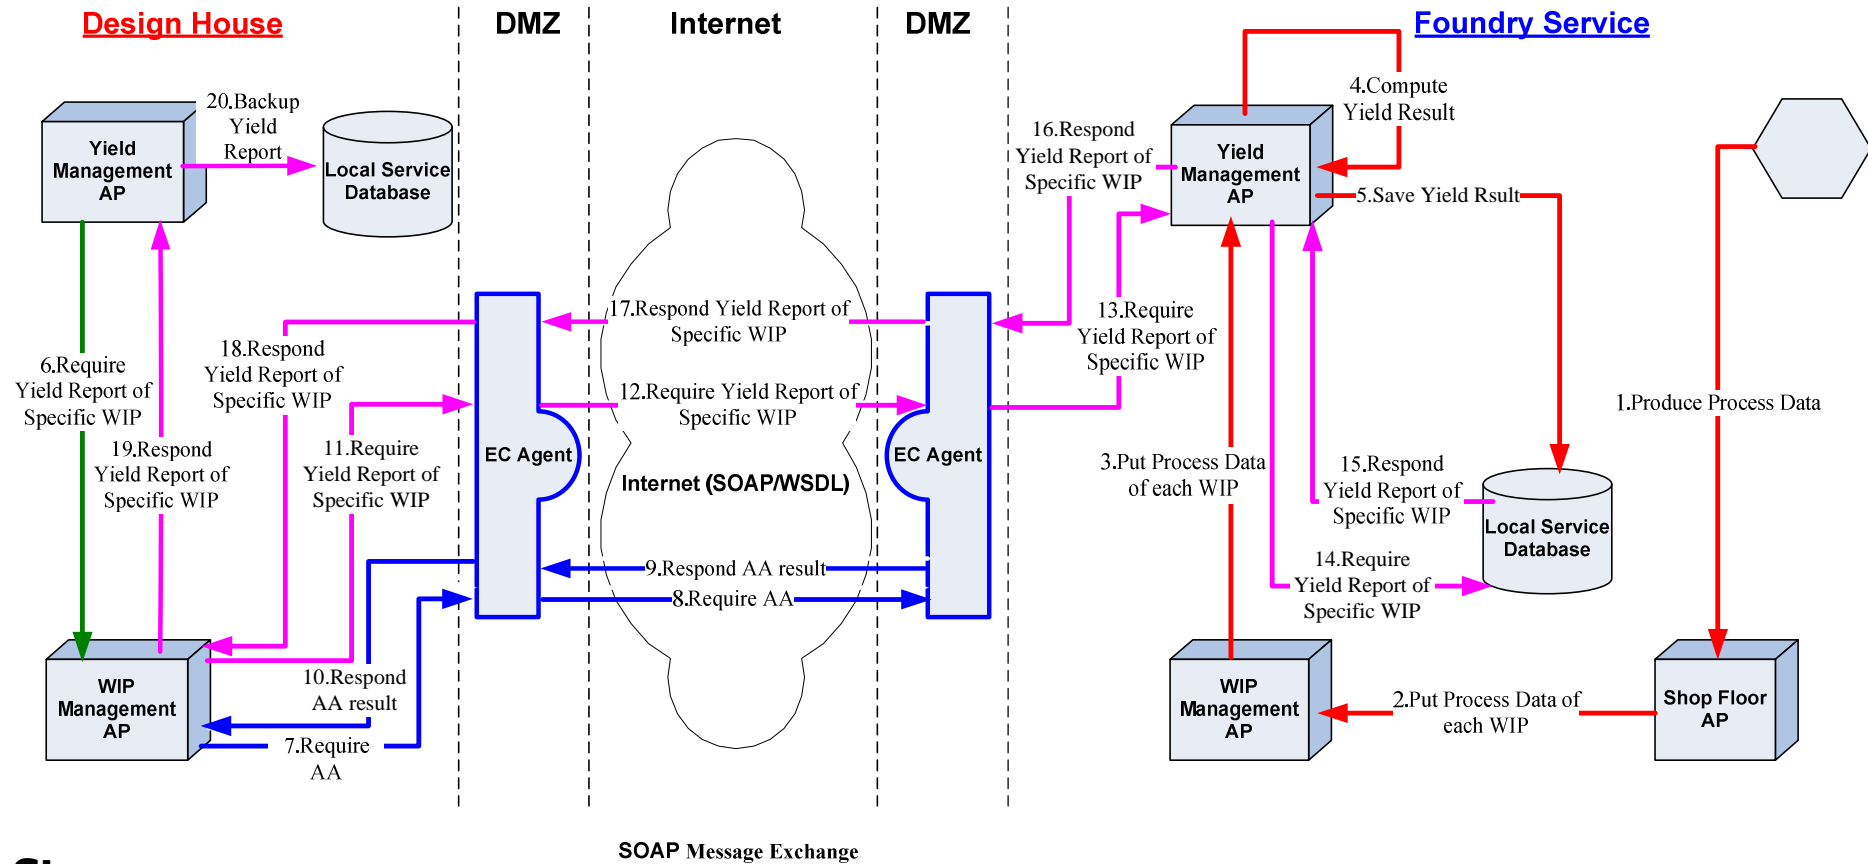 Design House
DMZ
Internet
DMZ
Foundry Service
20.Backup
Yield
Report
Yield
Management
AP
Local Service
Database
4.Compute
Yield Result
16.Respond
Yield Report of
Specific WIP
Yield
Management
AP
5.Save Yield Rsult
17.Respond Yield Report of
Specific WIP
13.Require
Yield Report of
Specific WIP
6.Require
Yield Report of
Specific WIP
18.Respond
Yield Report of
Specific WIP
12.Require Yield Report of
Specific WIP
1.Produce Process Data
19.Respond
Yield Report of
Specific WIP
11.Require
Yield Report of
Specific WIP
EC Agent
EC Agent
Internet (SOAP/WSDL)
3.Put Process Data
of each WIP
15.Respond
Yield Report of
Specific WIP
Local Service
Database
14.Require
Yield Report of
Specific WIP
9.Respond AA result
8.Require AA
10.Respond
AA result
WIP
Management
AP
7.Require
AA
WIP
Management
AP
2.Put Process Data of
each WIP
Shop Floor
AP
SOAP Message Exchange